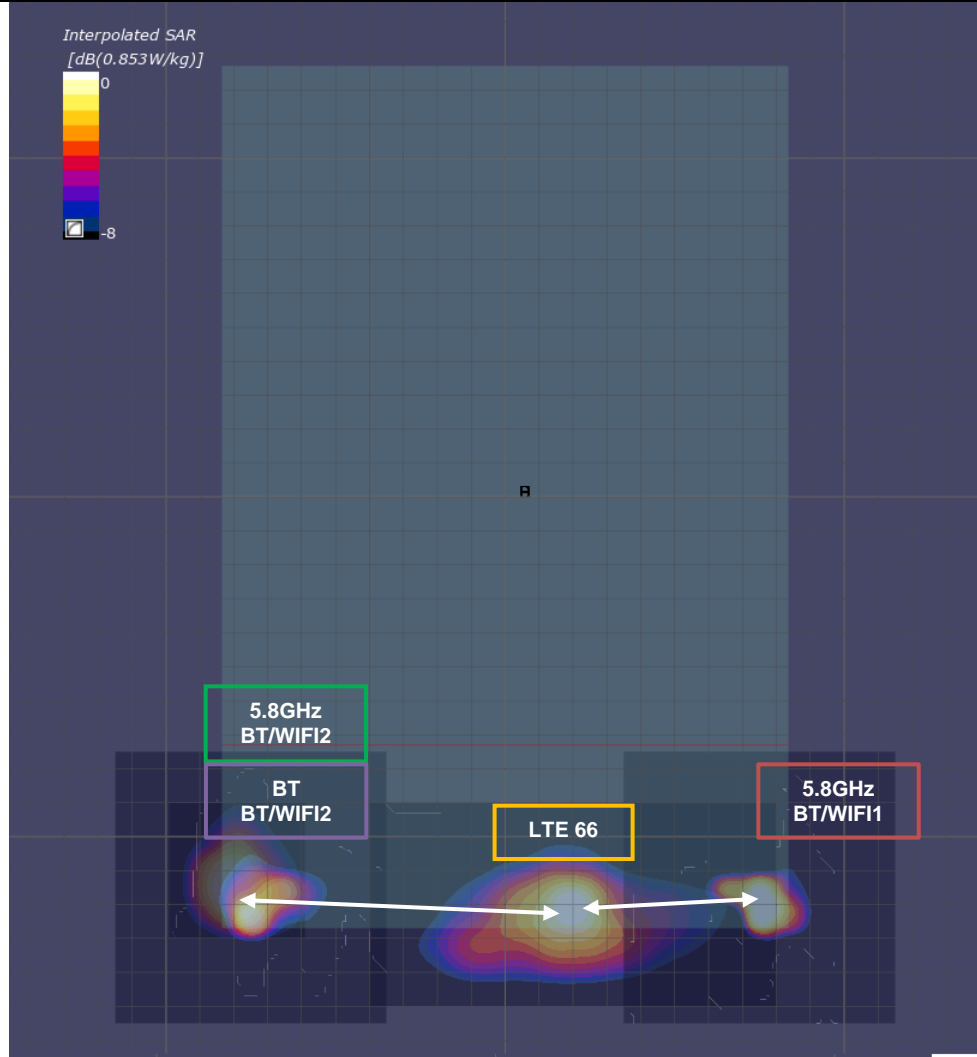 Interpolated SAR
[dB(0.853W/kg)]
0
-8
5.8GHz
BT/WIFI2
BT
BT/WIFI2
LTE 66
5.8GHz
BT/WIFI1